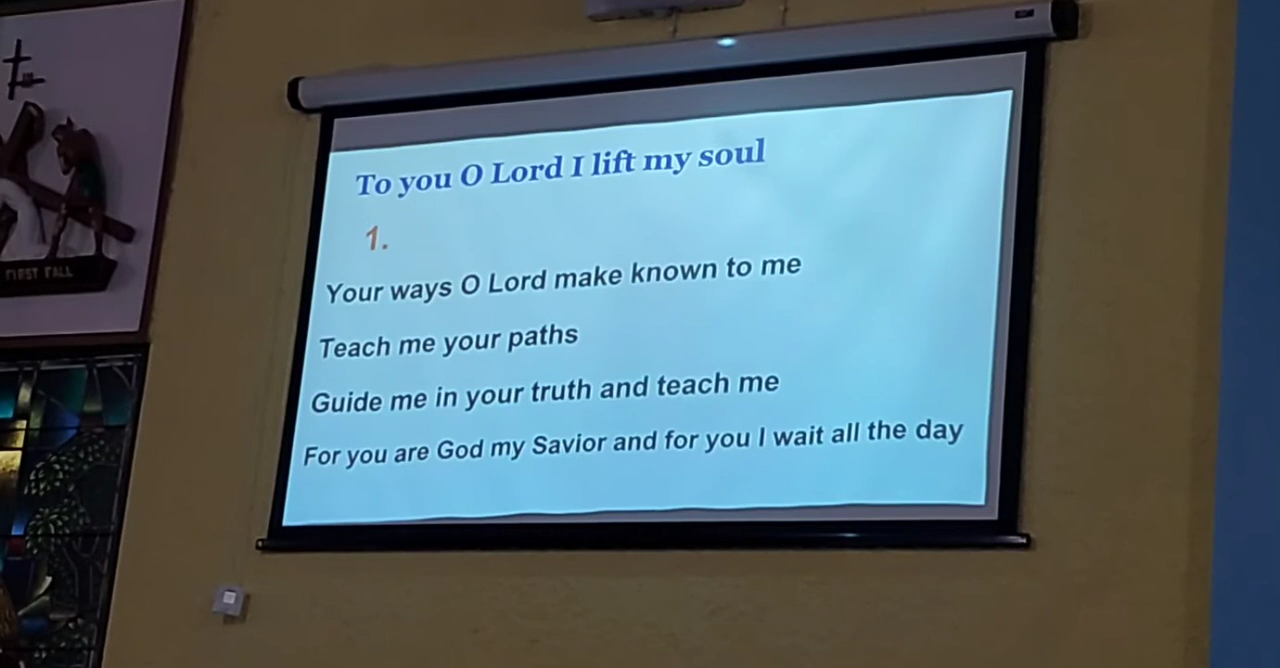 To you O Lord I lift my soul
1.
Your ways O Lord make known to me
Teach me your paths
Guide me in your truth and teach me
For you are God my Savior and for you I wait all the day
FIRST FALL